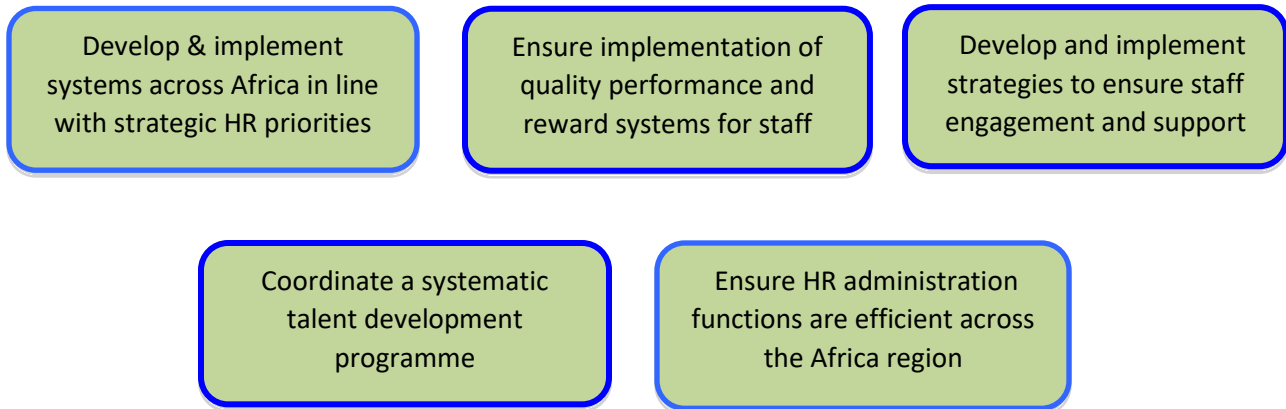 Develop & implement
systems across Africa in line
with strategic HR priorities
Ensure implementation of
quality performance and
reward systems for staff
Develop and implement
strategies to ensure staff
engagement and support
Coordinate a systematic
talent development
programme
Ensure HR administration
functions are efficient across
the Africa region